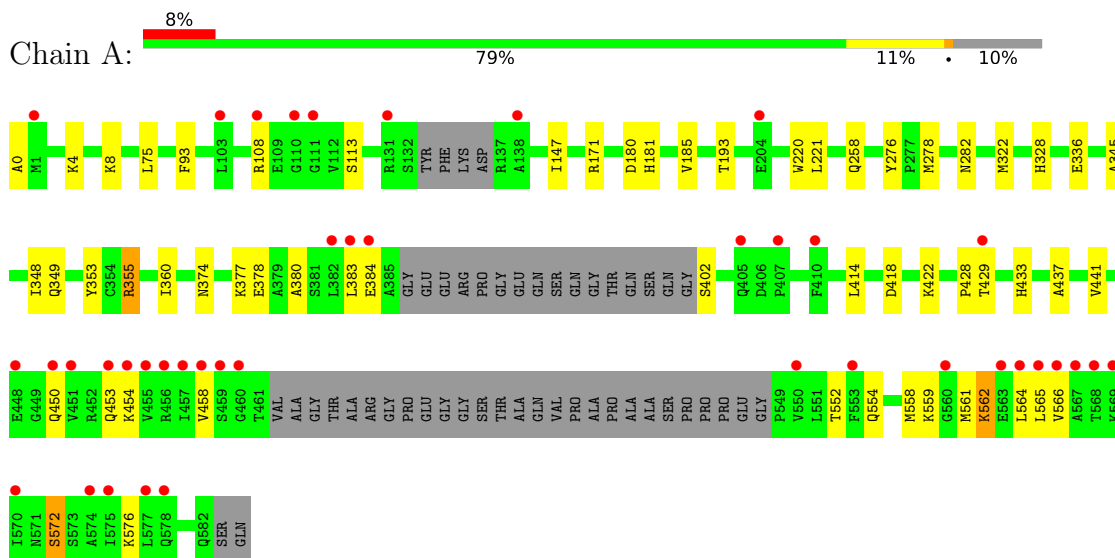 8%
Chain A:
79% 11% • 10%
A0 M1 K4 K8 L75 F93 L103 R108 E109 G110 G111 V112 S113 R131 S132 TYR PHE LYS ASP R137 A138 I147 R171 D180 H181 V185 T193 E204 W220 L221 Q258 Y276 P277 M278 N282 M322 H328 E336 A345
I348 Q349 Y353 C354 R355 I360 N374 K377 E378 A379 A380 S381 L382 L383 E384 A385 GLY GLU GLU ARG PRO GLY GLU GLN SER GLN GLY THR GLN SER GLN GLY S402 Q405 D406 P407 F410 L414 D418 K422 P428 T429 H433 A437 V441
E448 G449 Q450 V451 R452 Q453 K454 V455 R456 I457 V458 S459 G460 T461 VAL ALA GLY THR ALA ARG GLY PRO GLU GLY GLY SER THR ALA GLN VAL PRO ALA PRO ALA ALA SER PRO PRO PRO GLU GLY P549 V550 L551 T552 F553 Q554 M558 K559 G560 M561 K562 E563 L564 L565 V566 A567 T568 K569
I570 N571 S572 S573 A574 I575 K576 L577 Q578 Q582 SER GLN